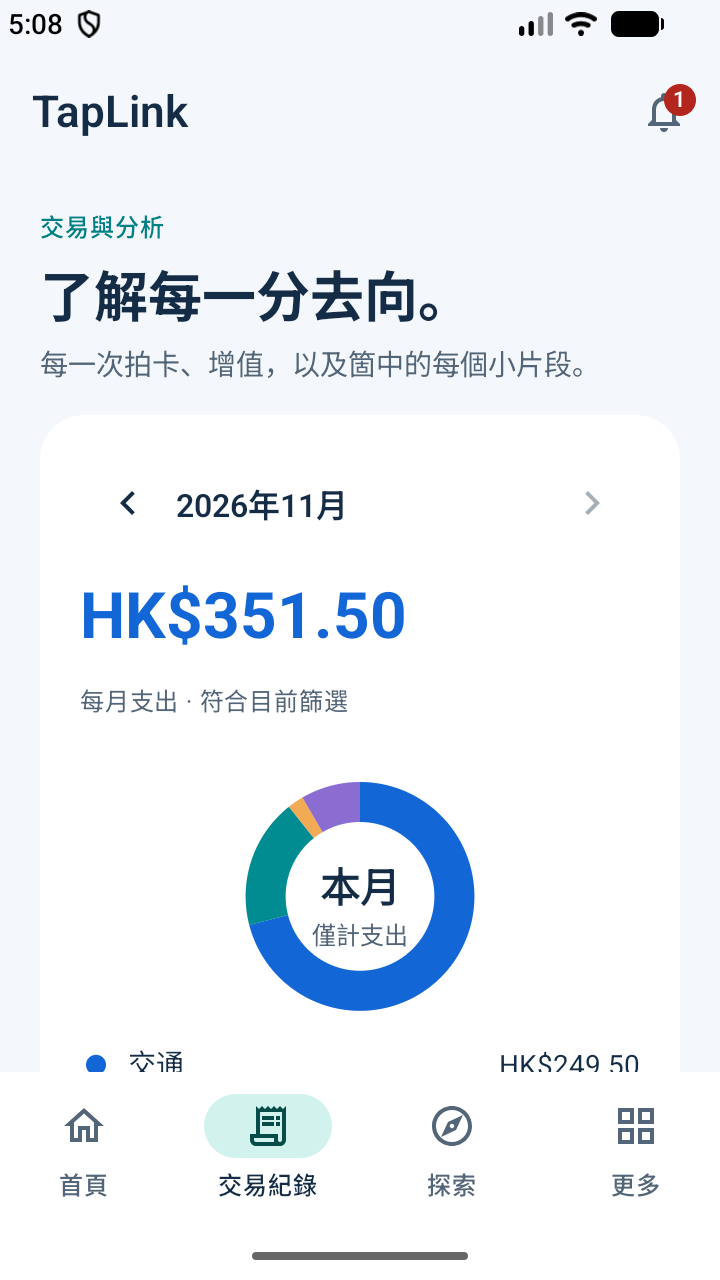 5:08
TapLink
1
交易與分析
了解每一分去向。
每一次拍卡、增值，以及箇中的每個小片段。
2026年11月
HK$351.50
每月支出 · 符合目前篩選
本月
僅計支出
交通 HK$249.50
首頁 交易紀錄 探索 更多